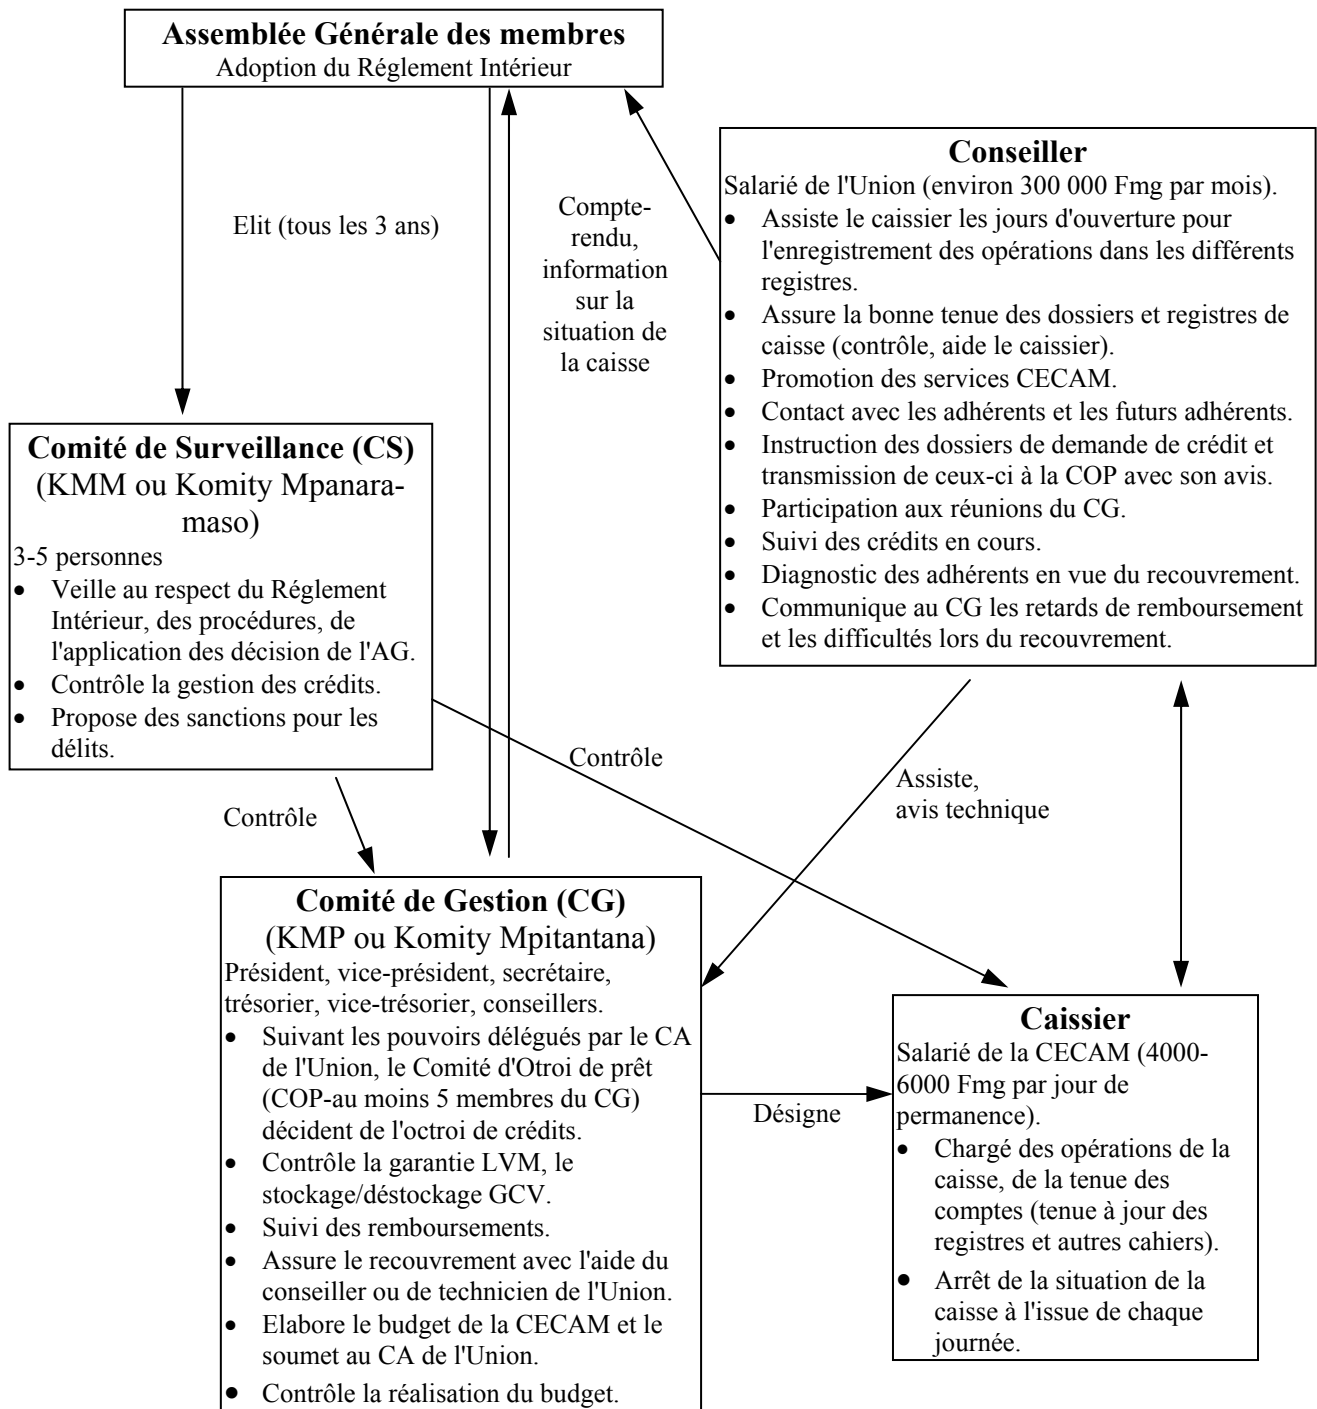 Assemblée Générale des membres
Adoption du Réglement Intérieur
Elit (tous les 3 ans)
Compte-
rendu,
information
sur la
situation de
la caisse
Conseiller
Salarié de l'Union (environ 300 000 Fmg par mois).
• Assiste le caissier les jours d'ouverture pour
l'enregistrement des opérations dans les différents
registres.
• Assure la bonne tenue des dossiers et registres de
caisse (contrôle, aide le caissier).
• Promotion des services CECAM.
• Contact avec les adhérents et les futurs adhérents.
• Instruction des dossiers de demande de crédit et
transmission de ceux-ci à la COP avec son avis.
• Participation aux réunions du CG.
• Suivi des crédits en cours.
• Diagnostic des adhérents en vue du recouvrement.
• Communique au CG les retards de remboursement
et les difficultés lors du recouvrement.
Comité de Surveillance (CS)
(KMM ou Komity Mpanara-
maso)
3-5 personnes
• Veille au respect du Réglement
Intérieur, des procédures, de
l'application des décision de l'AG.
• Contrôle la gestion des crédits.
• Propose des sanctions pour les
délits.
Contrôle
Contrôle
Assiste,
avis technique
Comité de Gestion (CG)
(KMP ou Komity Mpitantana)
Président, vice-président, secrétaire,
trésorier, vice-trésorier, conseillers.
• Suivant les pouvoirs délégués par le CA
de l'Union, le Comité d'Otroi de prêt
(COP-au moins 5 membres du CG)
décident de l'octroi de crédits.
• Contrôle la garantie LVM, le
stockage/déstockage GCV.
• Suivi des remboursements.
• Assure le recouvrement avec l'aide du
conseiller ou de technicien de l'Union.
• Elabore le budget de la CECAM et le
soumet au CA de l'Union.
• Contrôle la réalisation du budget.
Désigne
Caissier
Salarié de la CECAM (4000-
6000 Fmg par jour de
permanence).
• Chargé des opérations de la
caisse, de la tenue des
comptes (tenue à jour des
registres et autres cahiers).
• Arrêt de la situation de la
caisse à l'issue de chaque
journée.